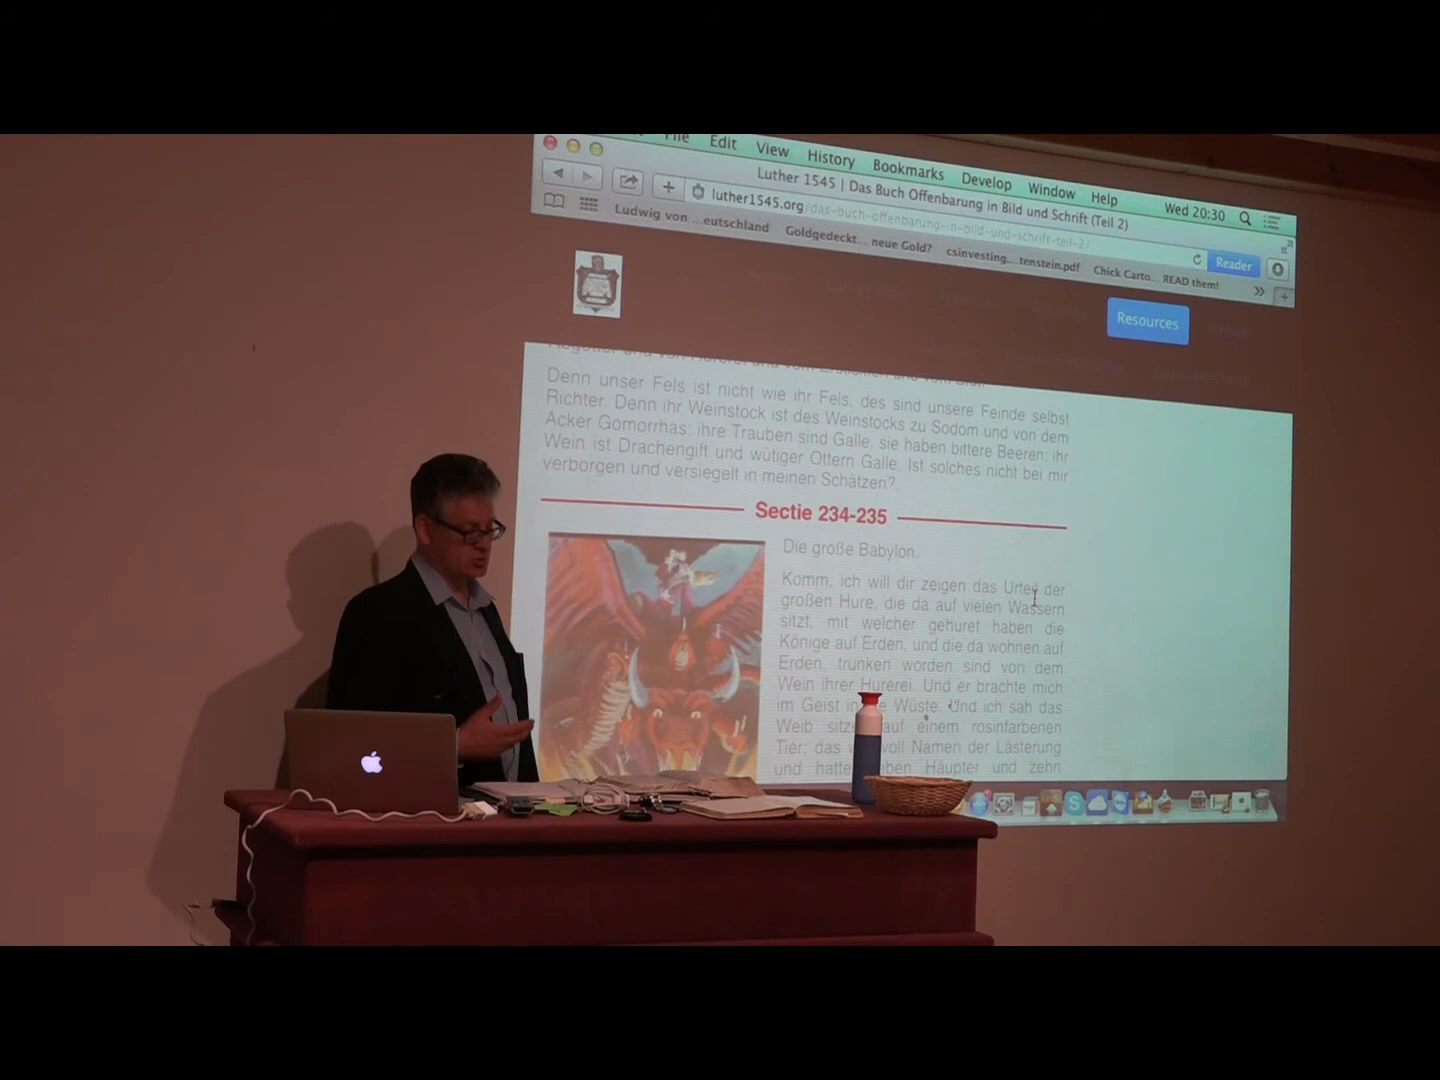 File Edit View History Bookmarks Develop Window Help Wed 20:30
Luther 1545 | Das Buch Offenbarung in Bild und Schrift (Teil 2)
luther1545.org/das-buch-offenbarung-in-bild-und-schrift-teil-2/ Reader
Ludwig von ...eutschland Goldgedeckt... neue Gold? csinvesting....tenstein.pdf Chick Carto... READ them!
Resources
Denn unser Fels ist nicht wie ihr Fels, des sind unsere Feinde selbst
Richter. Denn ihr Weinstock ist des Weinstocks zu Sodom und von dem
Acker Gomorrhas; ihre Trauben sind Galle, sie haben bittere Beeren; ihr
Wein ist Drachengift und wütiger Ottern Galle. Ist solches nicht bei mir
verborgen und versiegelt in meinen Schätzen?
Sectie 234-235
Die große Babylon.
Komm, ich will dir zeigen das Urteil der
großen Hure, die da auf vielen Wassern
sitzt, mit welcher gehuret haben die
Könige auf Erden, und die da wohnen auf
Erden, trunken worden sind von dem
Wein ihrer Hurerei. Und er brachte mich
im Geist in Wüste. Und ich sah das
Weib auf einem rosinfarbenen
Tier, das voll Namen der Lästerung
und Häupter und zehn